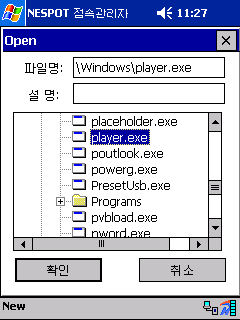 NESPOT 접속관리자 11:27
Open
파일명: \Windows\player.exe
설 명:
placeholder.exe
player.exe
poutlook.exe
powerg.exe
PresetUsb.exe
Programs
pvbload.exe
pword.exe
확인 취소
New